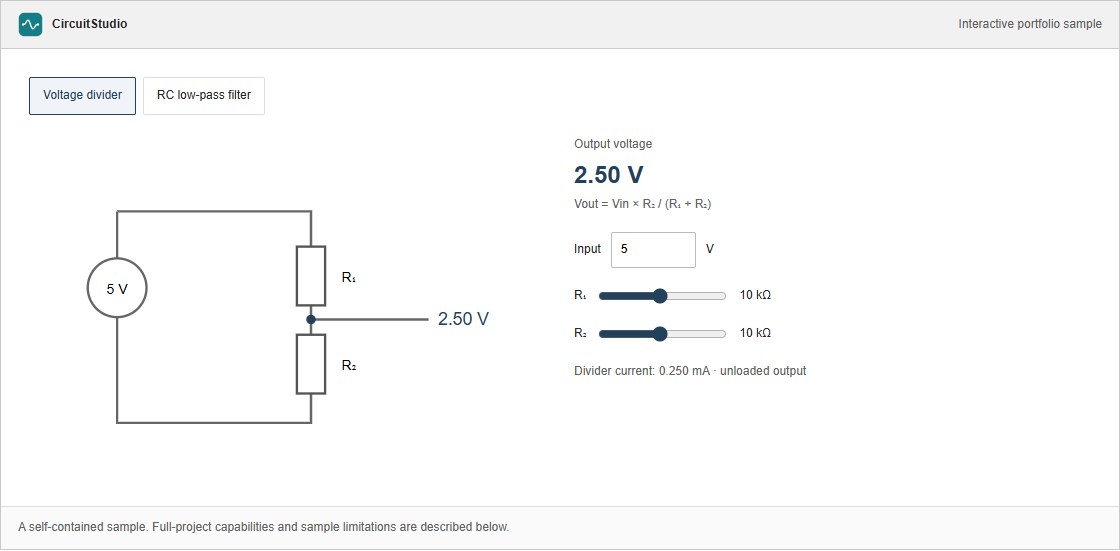 CircuitStudio
Interactive portfolio sample
Voltage divider
RC low-pass filter
Output voltage
2.50 V
Vout = Vin × R₂ / (R₁ + R₂)
Input 5 V
R₁ 10 kΩ
R₂ 10 kΩ
Divider current: 0.250 mA · unloaded output
5 V
R₁
2.50 V
R₂
A self-contained sample. Full-project capabilities and sample limitations are described below.